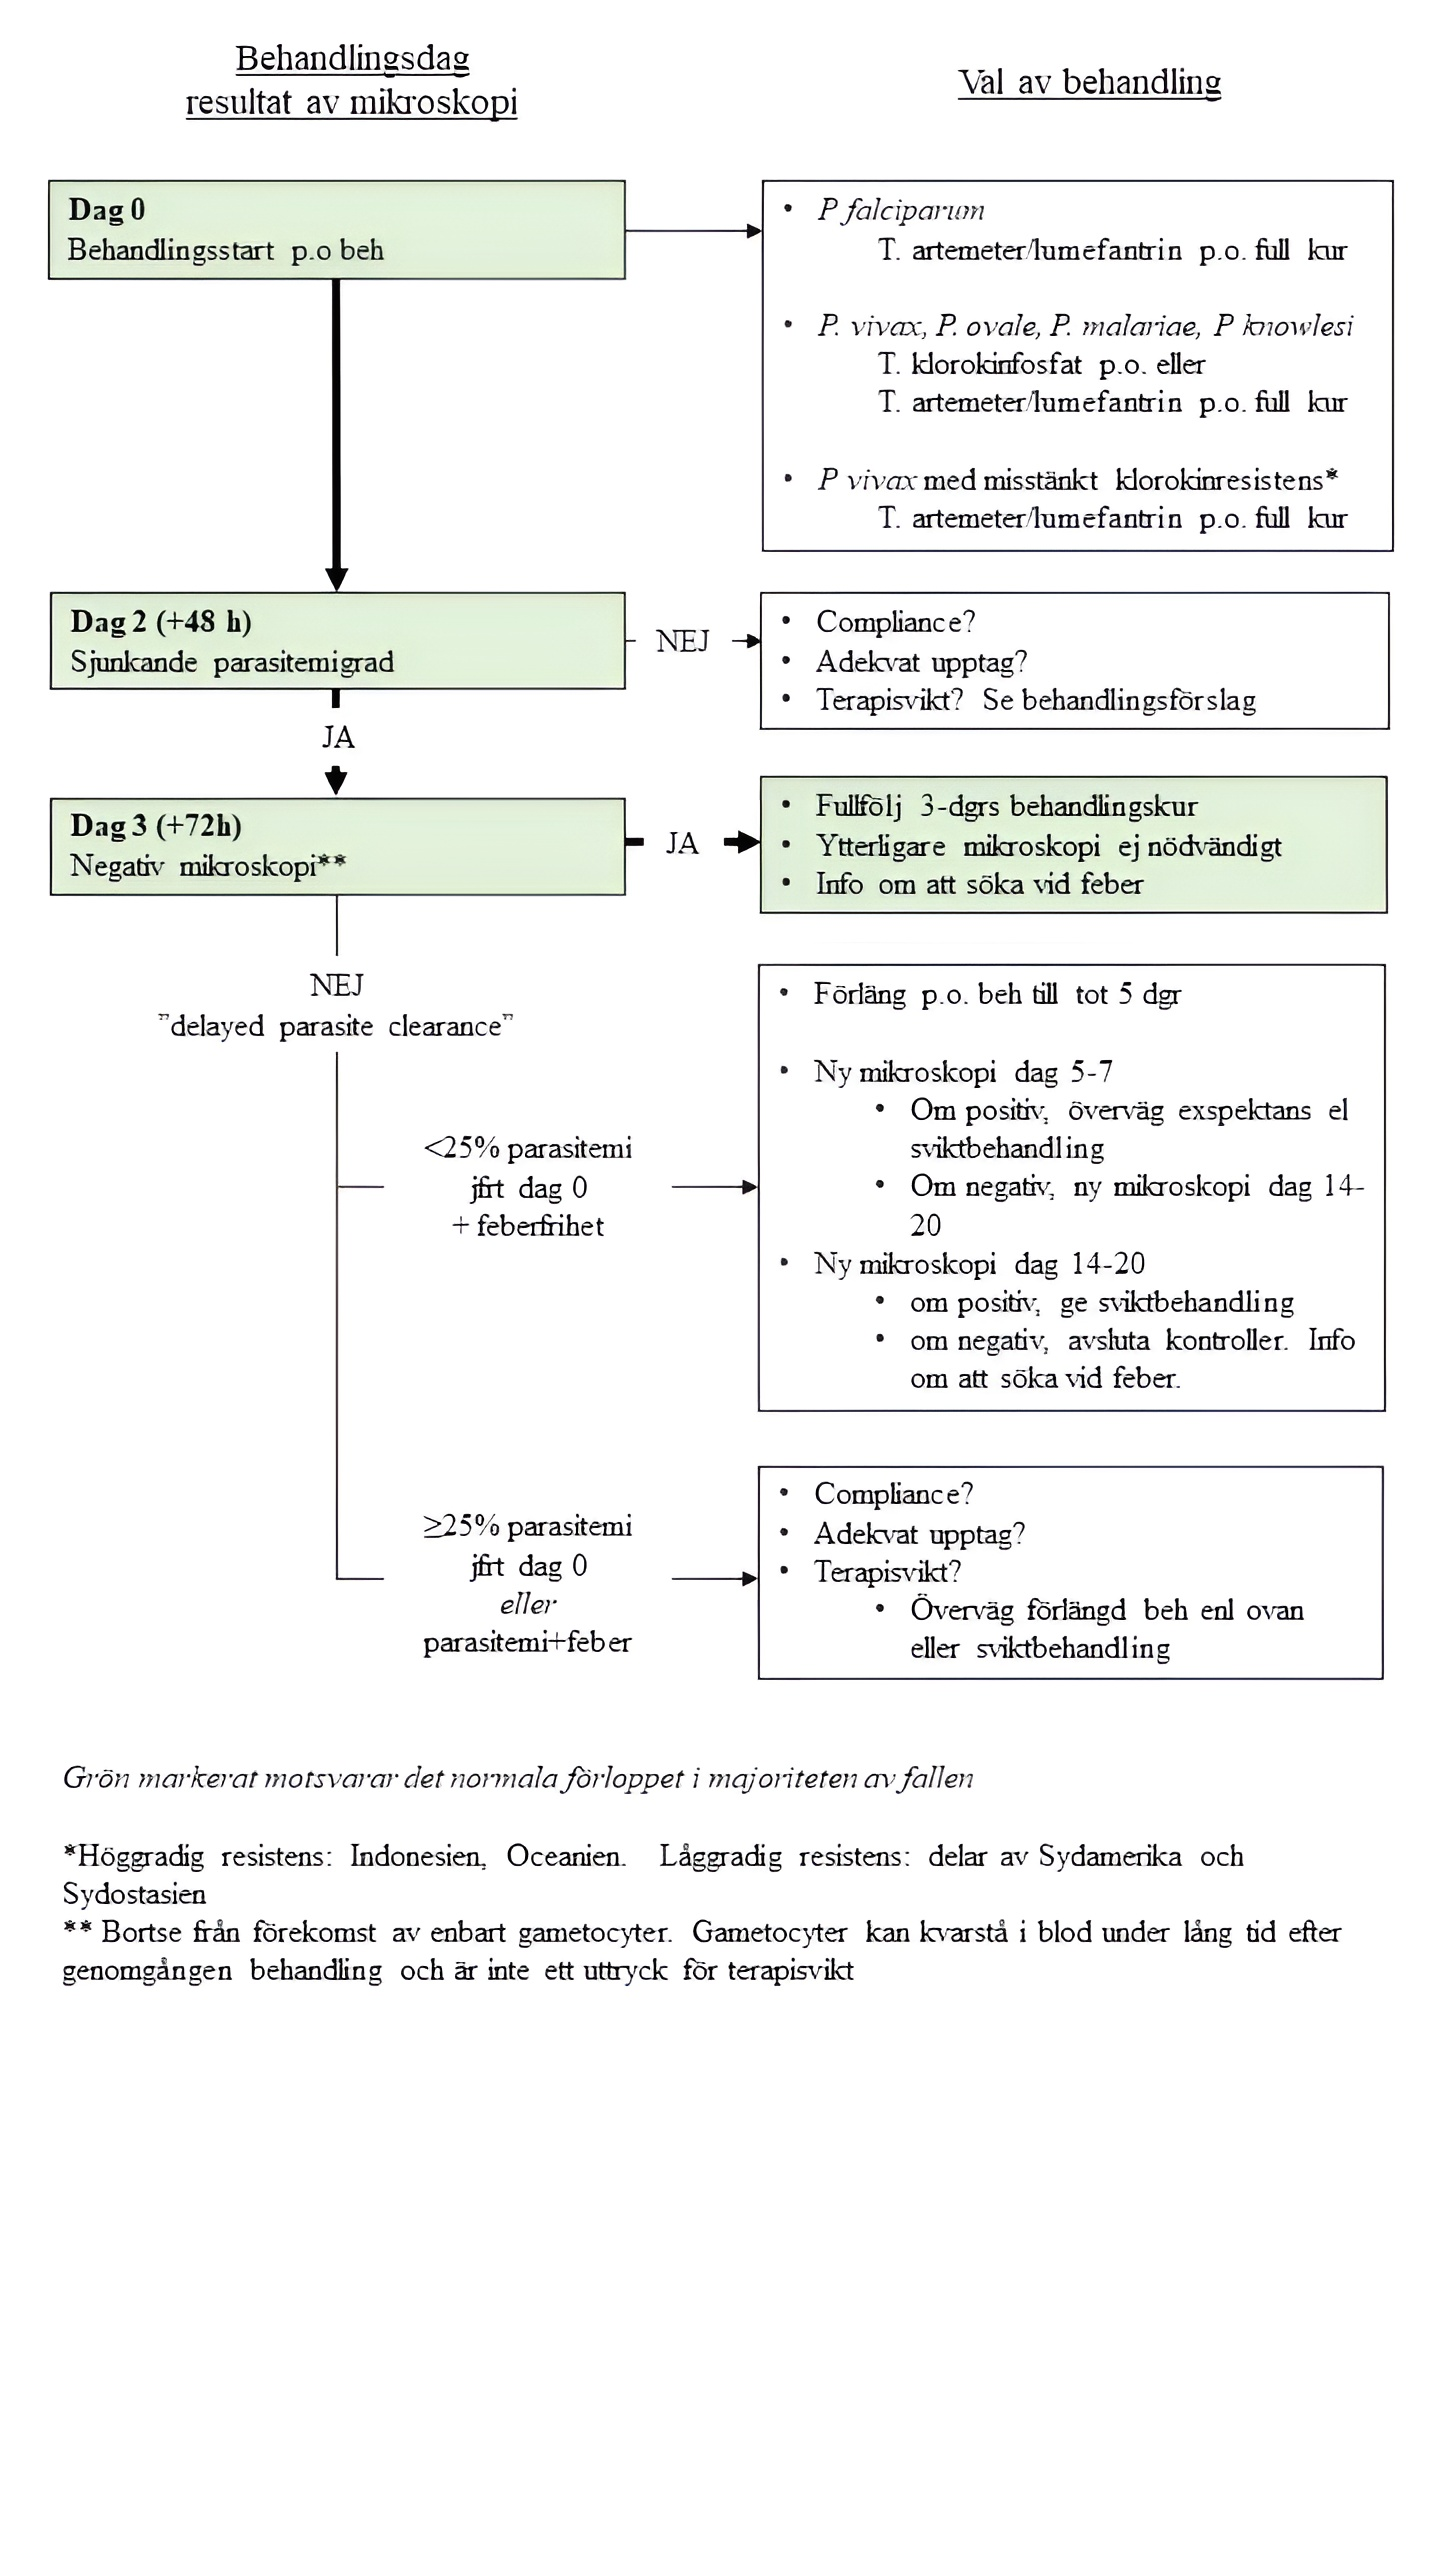 Behandlingsdag
resultat av mikroskopi
Val av behandling
Dag 0
Behandlingsstart p.o beh
• P falciparum
T. artemeter/lumefantrin p.o. full kur
• P. vivax, P. ovale, P. malariae, P knowlesi
T. klorokinfosfat p.o. eller
T. artemeter/lumefantrin p.o. full kur
• P vivax med misstänkt klorokinresistens*
T. artemeter/lumefantrin p.o. full kur
Dag 2 (+48 h)
Sjunkande parasitemigrad
NEJ
• Compliance?
• Adekvat upptag?
• Terapisvikt? Se behandlingsförslag
JA
Dag 3 (+72h)
Negativ mikroskopi**
JA
• Fullfölj 3-dgrs behandlingskur
• Ytterligare mikroskopi ej nödvändigt
• Info om att söka vid feber
NEJ
"delayed parasite clearance"
<25% parasitemi
jfrt dag 0
+ feberfrihet
• Förläng p.o. beh till tot 5 dgr
• Ny mikroskopi dag 5-7
• Om positiv, överväg exspektans el
sviktbehandling
• Om negativ, ny mikroskopi dag 14-
20
• Ny mikroskopi dag 14-20
• om positiv, ge sviktbehandling
• om negativ, avsluta kontroller. Info
om att söka vid feber.
≥25% parasitemi
jfrt dag 0
eller
parasitemi+feber
• Compliance?
• Adekvat upptag?
• Terapisvikt?
• Överväg förlängd beh enl ovan
eller sviktbehandling
Grön markerat motsvarar det normala förloppet i majoriteten av fallen
*Höggradig resistens: Indonesien, Oceanien. Låggradig resistens: delar av Sydamerika och
Sydostasien
** Bortse från förekomst av enbart gametocyter. Gametocyter kan kvarstå i blod under lång tid efter
genomgången behandling och är inte ett uttryck för terapisvikt